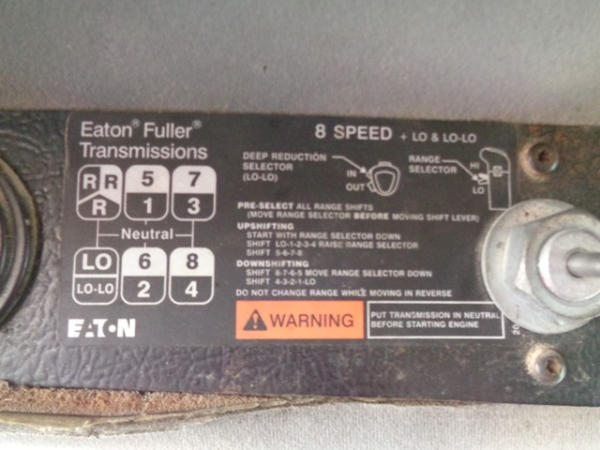 Eaton® Fuller®
Transmissions
8 SPEED + LO & LO-LO
R R
R
5
1
7
3
Neutral
LO
LO-LO
6
2
8
4
EATON
DEEP REDUCTION
SELECTOR
(LO-LO)
IN
OUT
RANGE
SELECTOR
HI
LO
PRE-SELECT ALL RANGE SHIFTS
(MOVE RANGE SELECTOR BEFORE MOVING SHIFT LEVER)
UPSHIFTING
START WITH RANGE SELECTOR DOWN
SHIFT LO-1-2-3-4 RAISE RANGE SELECTOR
SHIFT 5-6-7-8
DOWNSHIFTING
SHIFT 8-7-6-5 MOVE RANGE SELECTOR DOWN
SHIFT 4-3-2-1-LO
DO NOT CHANGE RANGE WHILE MOVING IN REVERSE
WARNING
PUT TRANSMISSION IN NEUTRAL
BEFORE STARTING ENGINE